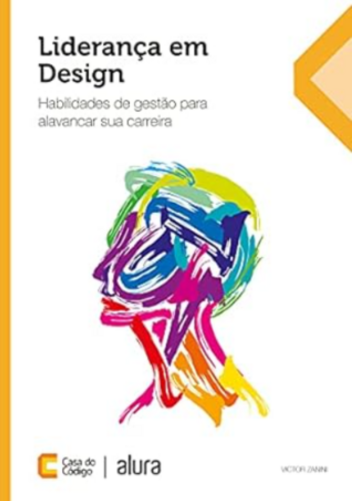 Liderança em
Design
Habilidades de gestão para
alavancar sua carreira
Casa do
Código
alura
VICTOR ZANINI